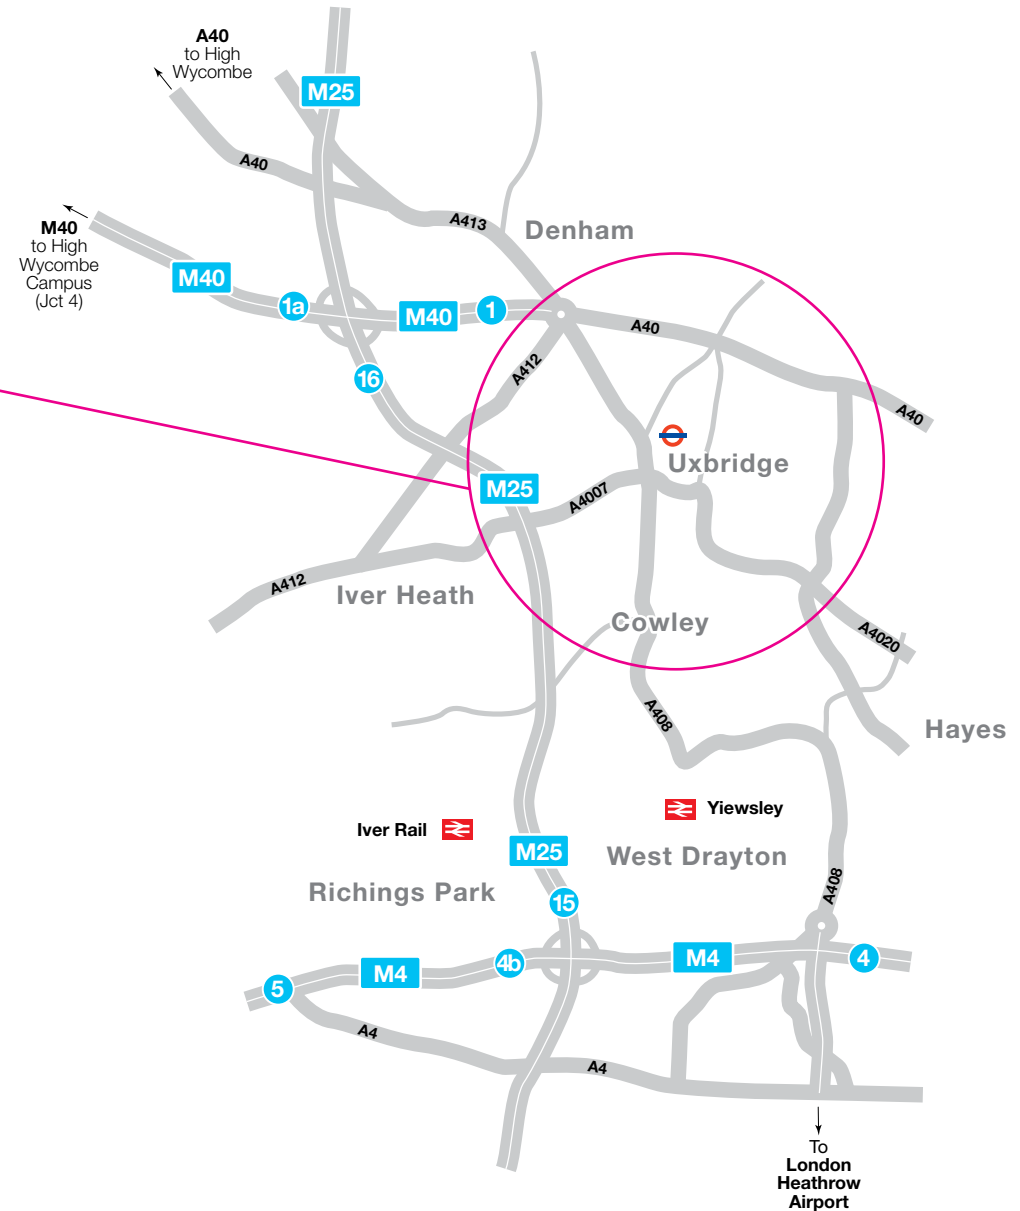 A40
to High
Wycombe
M25
A40
M40
to High
Wycombe
Campus
(Jct 4)
A413
Denham
M40
1a
M40
1
A40
16
A412
A40
Uxbridge
M25
A4007
A412
Iver Heath
Cowley
A4020
A408
Hayes
Yiewsley
Iver Rail
M25
West Drayton
Richings Park
A408
15
M4
4b
M4
4
5
A4
A4
To
London
Heathrow
Airport